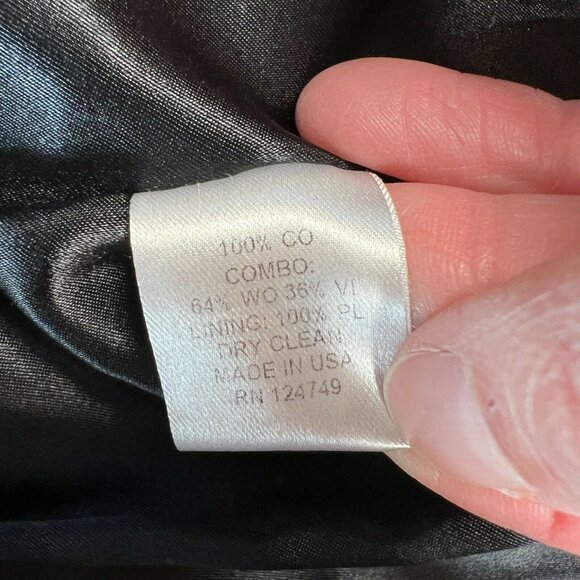 100% CO
COMBO:
64% WO 36% VI
LINING: 100% PL
DRY CLEAN
MADE IN USA
RN 124749